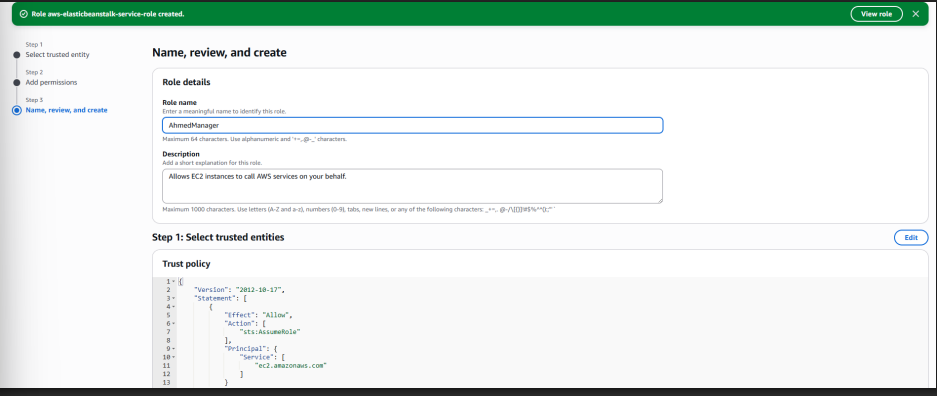 Role aws-elasticbeanstalk-service-role created.
View role
Step 1
Select trusted entity
Step 2
Add permissions
Step 3
Name, review, and create
Name, review, and create
Role details
Role name
Enter a meaningful name to identify this role.
AhmedManager
Maximum 64 characters. Use alphanumeric and '+=,.@-_' characters.
Description
Add a short explanation for this role.
Allows EC2 instances to call AWS services on your behalf.
Maximum 1000 characters. Use letters (A-Z and a-z), numbers (0-9), tabs, new lines, or any of the following characters:
Step 1: Select trusted entities
Edit
Trust policy
1 {
2 "Version": "2012-10-17",
3 "Statement": [
4 {
5 "Effect": "Allow",
6 "Action": [
7 "sts:AssumeRole"
8 ],
9 "Principal": {
10 "Service": [
11 "ec2.amazonaws.com"
12 ]
13 }